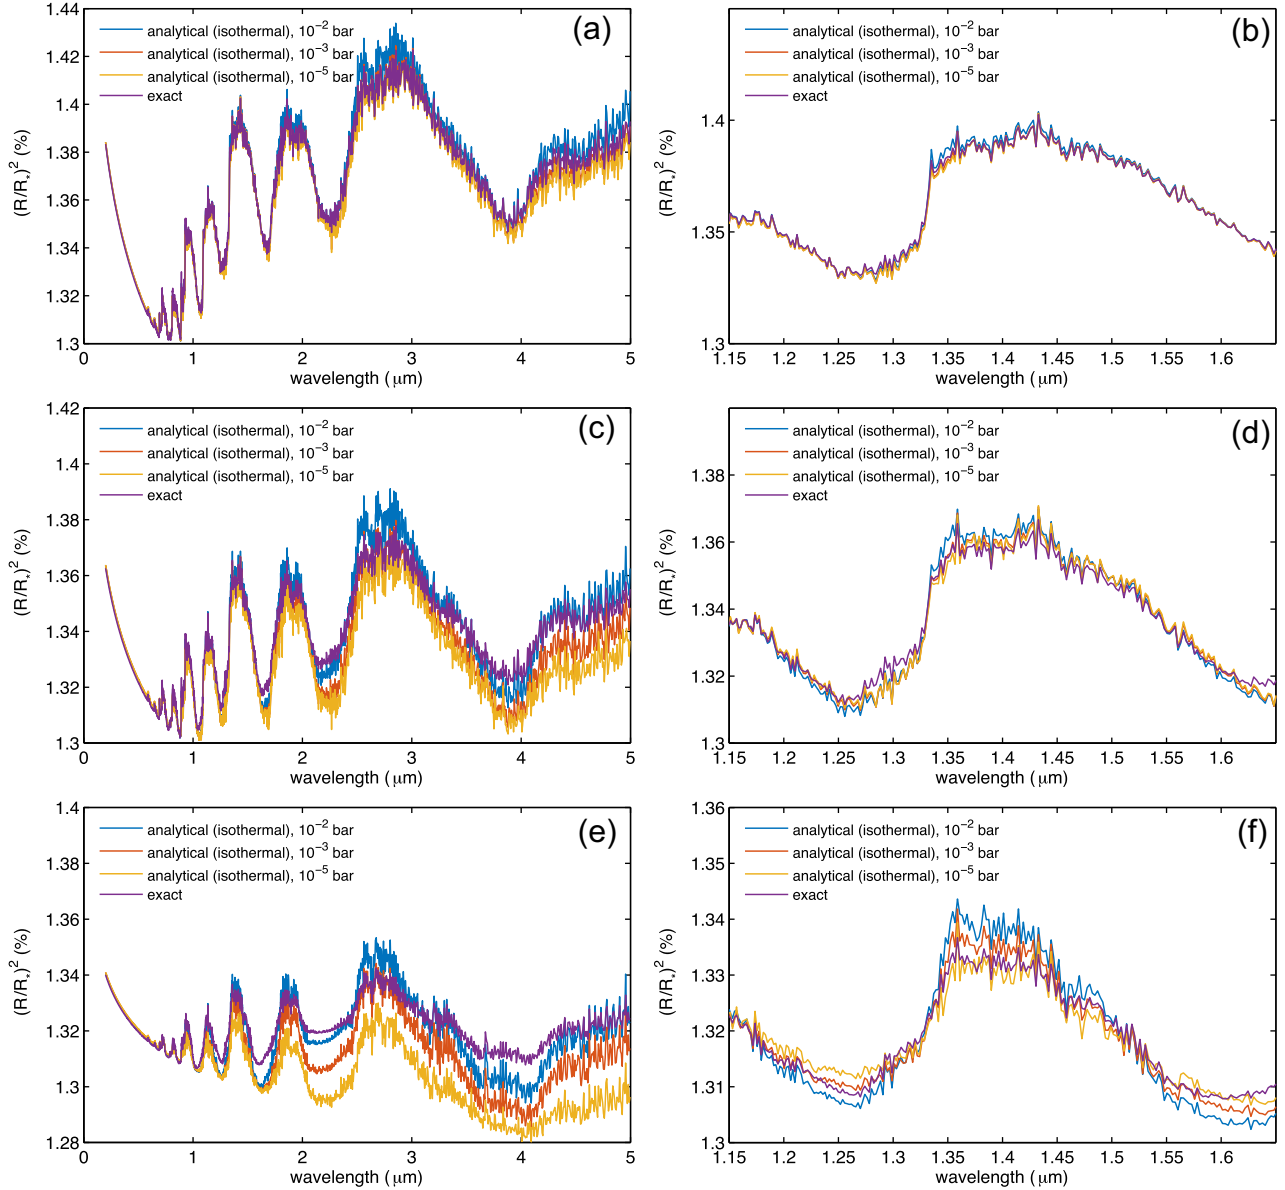 (a)
analytical (isothermal), 10⁻² bar
analytical (isothermal), 10⁻³ bar
analytical (isothermal), 10⁻⁵ bar
exact
(R/R*)² (%)
1.44
1.42
1.4
1.38
1.36
1.34
1.32
1.3
0 1 2 3 4 5
wavelength (μm)
(b)
analytical (isothermal), 10⁻² bar
analytical (isothermal), 10⁻³ bar
analytical (isothermal), 10⁻⁵ bar
exact
(R/R*)² (%)
1.4
1.35
1.3
1.15 1.2 1.25 1.3 1.35 1.4 1.45 1.5 1.55 1.6
wavelength (μm)
(c)
analytical (isothermal), 10⁻² bar
analytical (isothermal), 10⁻³ bar
analytical (isothermal), 10⁻⁵ bar
exact
(R/R*)² (%)
1.42
1.4
1.38
1.36
1.34
1.32
1.3
0 1 2 3 4 5
wavelength (μm)
(d)
analytical (isothermal), 10⁻² bar
analytical (isothermal), 10⁻³ bar
analytical (isothermal), 10⁻⁵ bar
exact
(R/R*)² (%)
1.38
1.36
1.34
1.32
1.3
1.15 1.2 1.25 1.3 1.35 1.4 1.45 1.5 1.55 1.6
wavelength (μm)
(e)
analytical (isothermal), 10⁻² bar
analytical (isothermal), 10⁻³ bar
analytical (isothermal), 10⁻⁵ bar
exact
(R/R*)² (%)
1.4
1.38
1.36
1.34
1.32
1.3
1.28
0 1 2 3 4 5
wavelength (μm)
(f)
analytical (isothermal), 10⁻² bar
analytical (isothermal), 10⁻³ bar
analytical (isothermal), 10⁻⁵ bar
exact
(R/R*)² (%)
1.36
1.35
1.34
1.33
1.32
1.31
1.3
1.15 1.2 1.25 1.3 1.35 1.4 1.45 1.5 1.55 1.6
wavelength (μm)